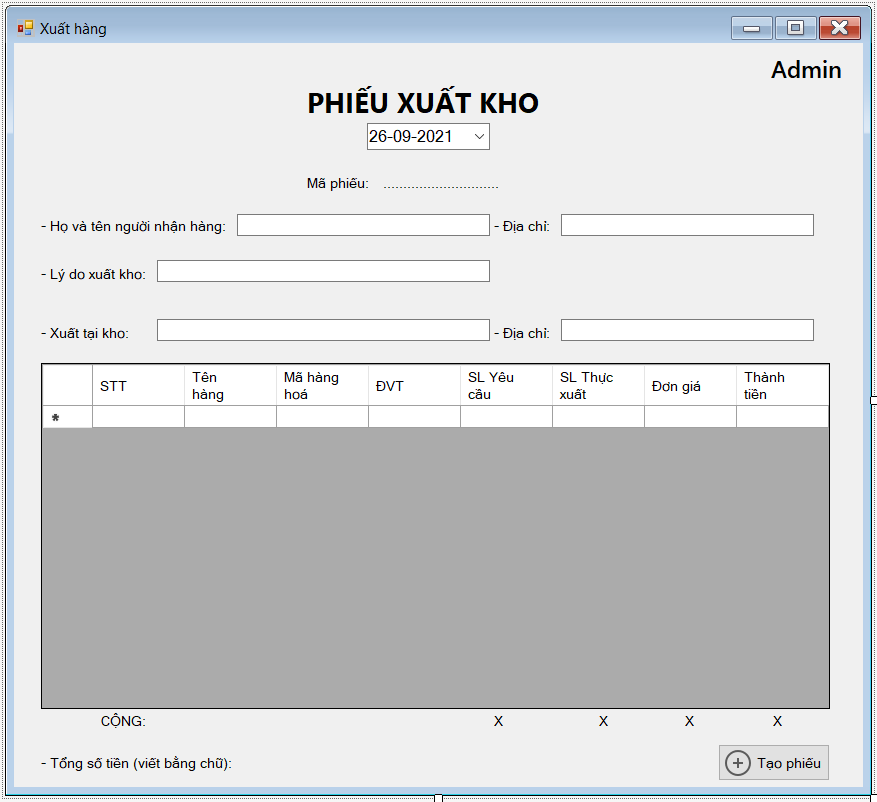 Xuất hàng
Admin
PHIẾU XUẤT KHO
26-09-2021
Mã phiếu: .............................
- Họ và tên người nhận hàng: - Địa chỉ:
- Lý do xuất kho:
- Xuất tại kho: - Địa chỉ:
STT Tên hàng Mã hàng hoá ĐVT SL Yêu cầu SL Thực xuất Đơn giá Thành tiền
*
CỘNG: X X X X
- Tổng số tiền (viết bằng chữ): Tạo phiếu